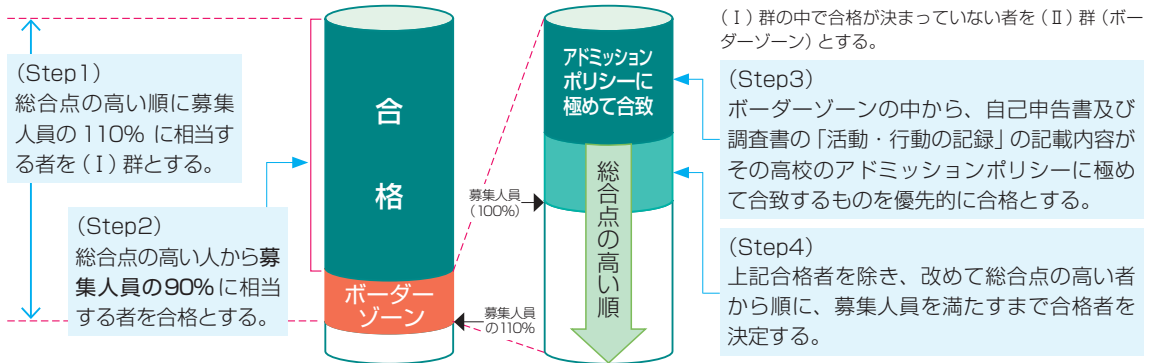 (Step1)
総合点の高い順に募集
人員の110% に相当す
る者を(Ⅰ)群とする。
(Step2)
総合点の高い人から募
集人員の90%に相当
する者を合格とする。
合
格
ボーダー
ゾーン
募集人員
(100%)
募集人員
の110%
アドミッション
ポリシーに
極めて合致
総合点の高い順
(Ⅰ)群の中で合格が決まっていない者を(Ⅱ)群(ボー
ダーゾーン)とする。
(Step3)
ボーダーゾーンの中から、自己申告書及び
調査書の「活動・行動の記録」の記載内容が
その高校のアドミッションポリシーに極め
て合致するものを優先的に合格とする。
(Step4)
上記合格者を除き、改めて総合点の高い者
から順に、募集人員を満たすまで合格者を
決定する。